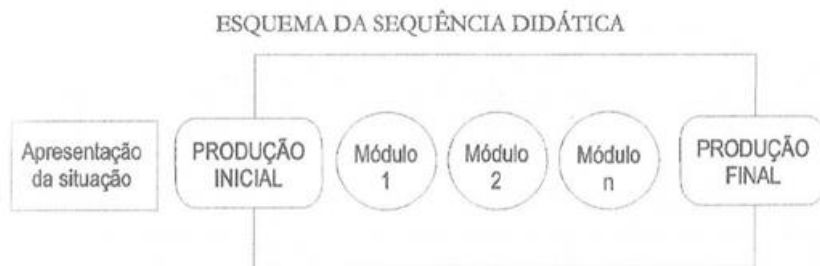 ESQUEMA DA SEQUÊNCIA DIDÁTICA
Apresentação
da situação
PRODUÇÃO
INICIAL
Módulo
1
Módulo
2
Módulo
n
PRODUÇÃO
FINAL